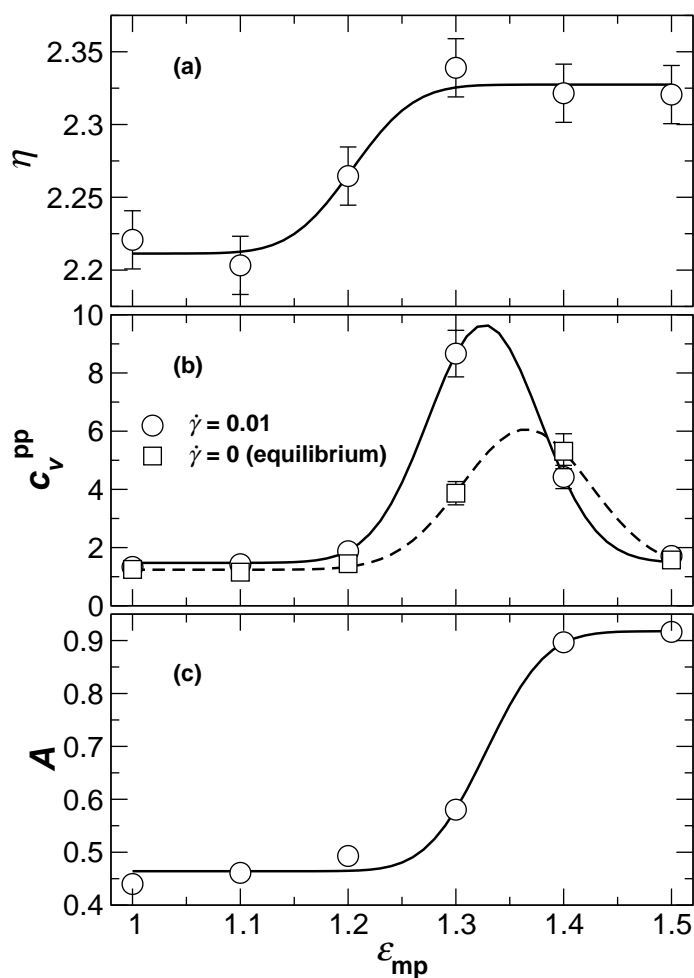 2.35
(a)
2.3
η
2.25
2.2
10
8
(b)
γ̇ = 0.01
6
γ̇ = 0 (equilibrium)
c_v^pp
4
2
0
0.9
(c)
0.8
0.7
A
0.6
0.5
0.4
1 1.1 1.2 1.3 1.4 1.5
ε_mp